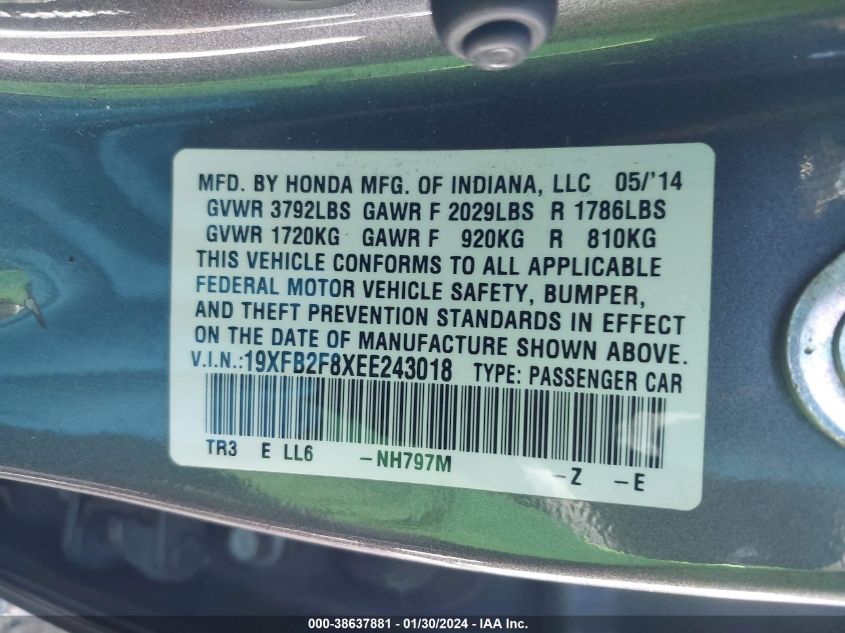 MFD. BY HONDA MFG. OF INDIANA, LLC 05/'14
GVWR 3792LBS GAWR F 2029LBS R 1786LBS
GVWR 1720KG GAWR F 920KG R 810KG
THIS VEHICLE CONFORMS TO ALL APPLICABLE
FEDERAL MOTOR VEHICLE SAFETY, BUMPER,
AND THEFT PREVENTION STANDARDS IN EFFECT
ON THE DATE OF MANUFACTURE SHOWN ABOVE.
V.I.N.:19XFB2F8XEE243018 TYPE: PASSENGER CAR
TR3 E LL6 -NH797M -Z -E
000-38637881 - 01/30/2024 - IAA Inc.